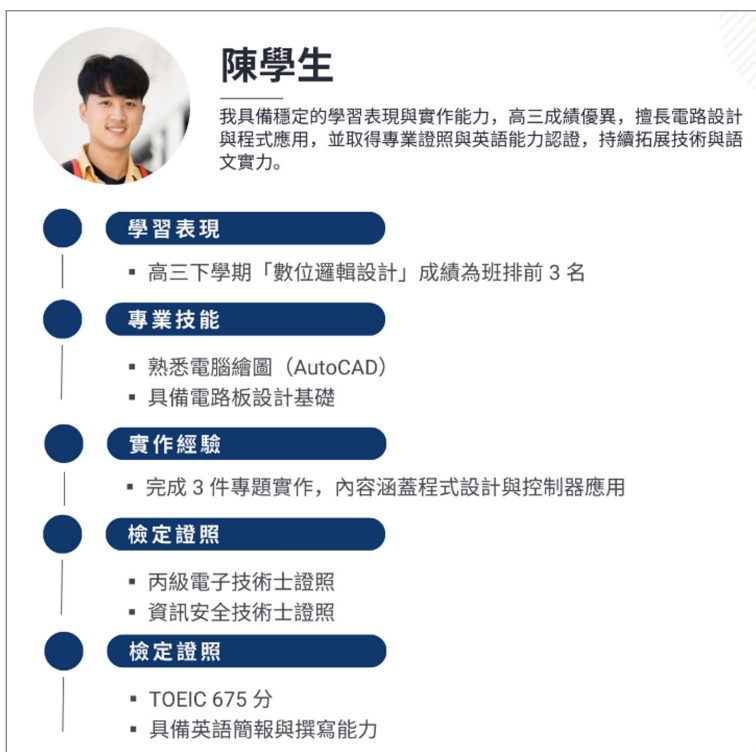 陳學生
我具備穩定的學習表現與實作能力，高三成績優異，擅長電路設計
與程式應用，並取得專業證照與英語能力認證，持續拓展技術與語
文實力。
學習表現
▪ 高三下學期「數位邏輯設計」成績為班排前 3 名
專業技能
▪ 熟悉電腦繪圖（AutoCAD）
▪ 具備電路板設計基礎
實作經驗
▪ 完成 3 件專題實作，內容涵蓋程式設計與控制器應用
檢定證照
▪ 丙級電子技術士證照
▪ 資訊安全技術士證照
檢定證照
▪ TOEIC 675 分
▪ 具備英語簡報與撰寫能力